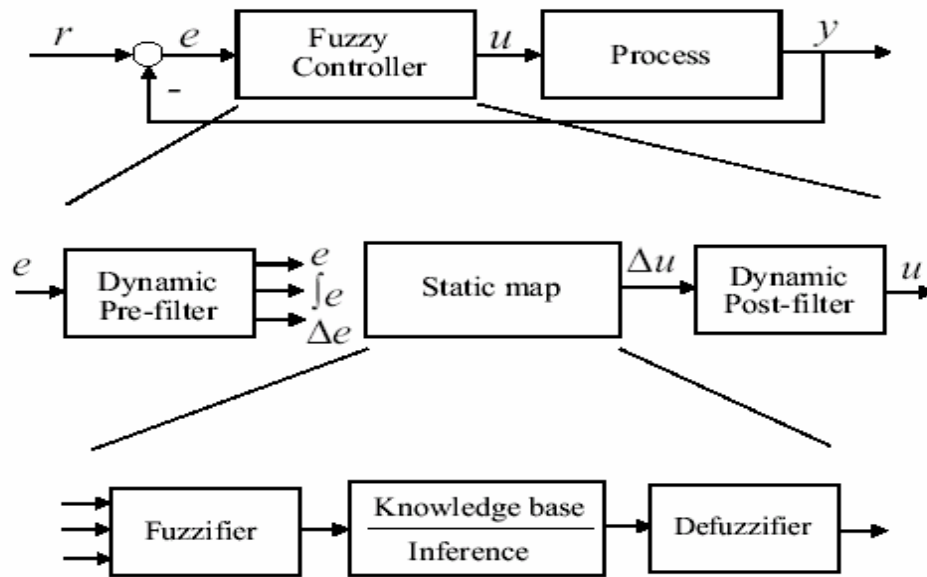 r
e
Fuzzy
Controller
u
Process
y
-
e
Dynamic
Pre-filter
e
∫e
Δe
Static map
Δu
Dynamic
Post-filter
u
Fuzzifier
Knowledge base
Inference
Defuzzifier